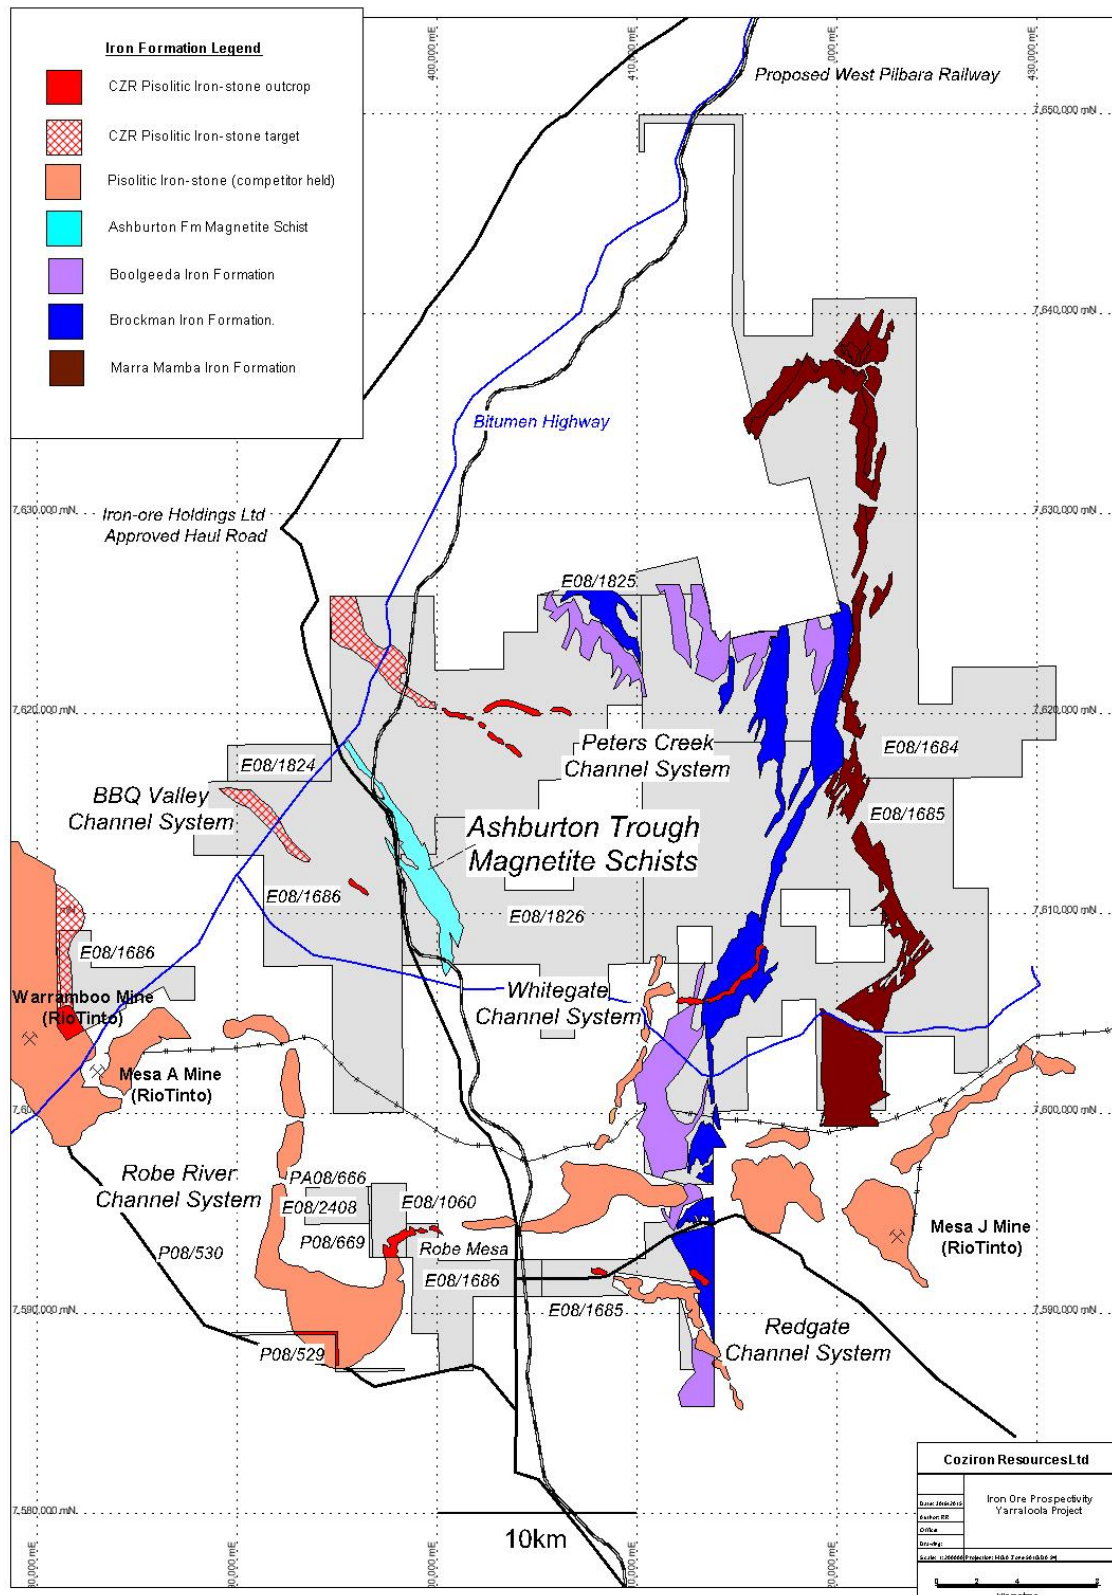 Iron Formation Legend
CZR Pisolitic Iron-stone outcrop
CZR Pisolitic Iron-stone target
Pisolitic Iron-stone (competitor held)
Ashburton Fm Magnetite Schist
Boolgeeda Iron Formation
Brockman Iron Formation.
Marra Mamba Iron Formation
400,000 mE
430,000 mE
Proposed West Pilbara Railway
7,650,000 mN
7,640,000 mN
Bitumen Highway
Iron-ore Holdings Ltd
Approved Haul Road
7,630,000 mN
7,630,000 mN
E08/1825
7,620,000 mN
7,620,000 mN
Peters Creek
Channel System
E08/1684
E08/1824
BBQ Valley
Channel System
E08/1685
Ashburton Trough
Magnetite Schists
E08/1686
E08/1826
7,610,000 mN
E08/1686
Warramboo Mine
(RioTinto)
Whitegate
Channel System
Mesa A Mine
(RioTinto)
7,600,000 mN
Robe River
Channel System
PA08/666
E08/2408
E08/1060
P08/669
P08/530
Robe Mesa
Mesa J Mine
(RioTinto)
E08/1686
E08/1685
7,590,000 mN
7,590,000 mN
Redgate
Channel System
P08/529
7,580,000 mN
10km
Coziron Resources Ltd
Iron Ore Prospectivity
Yarraloola Project
0 2 4 8